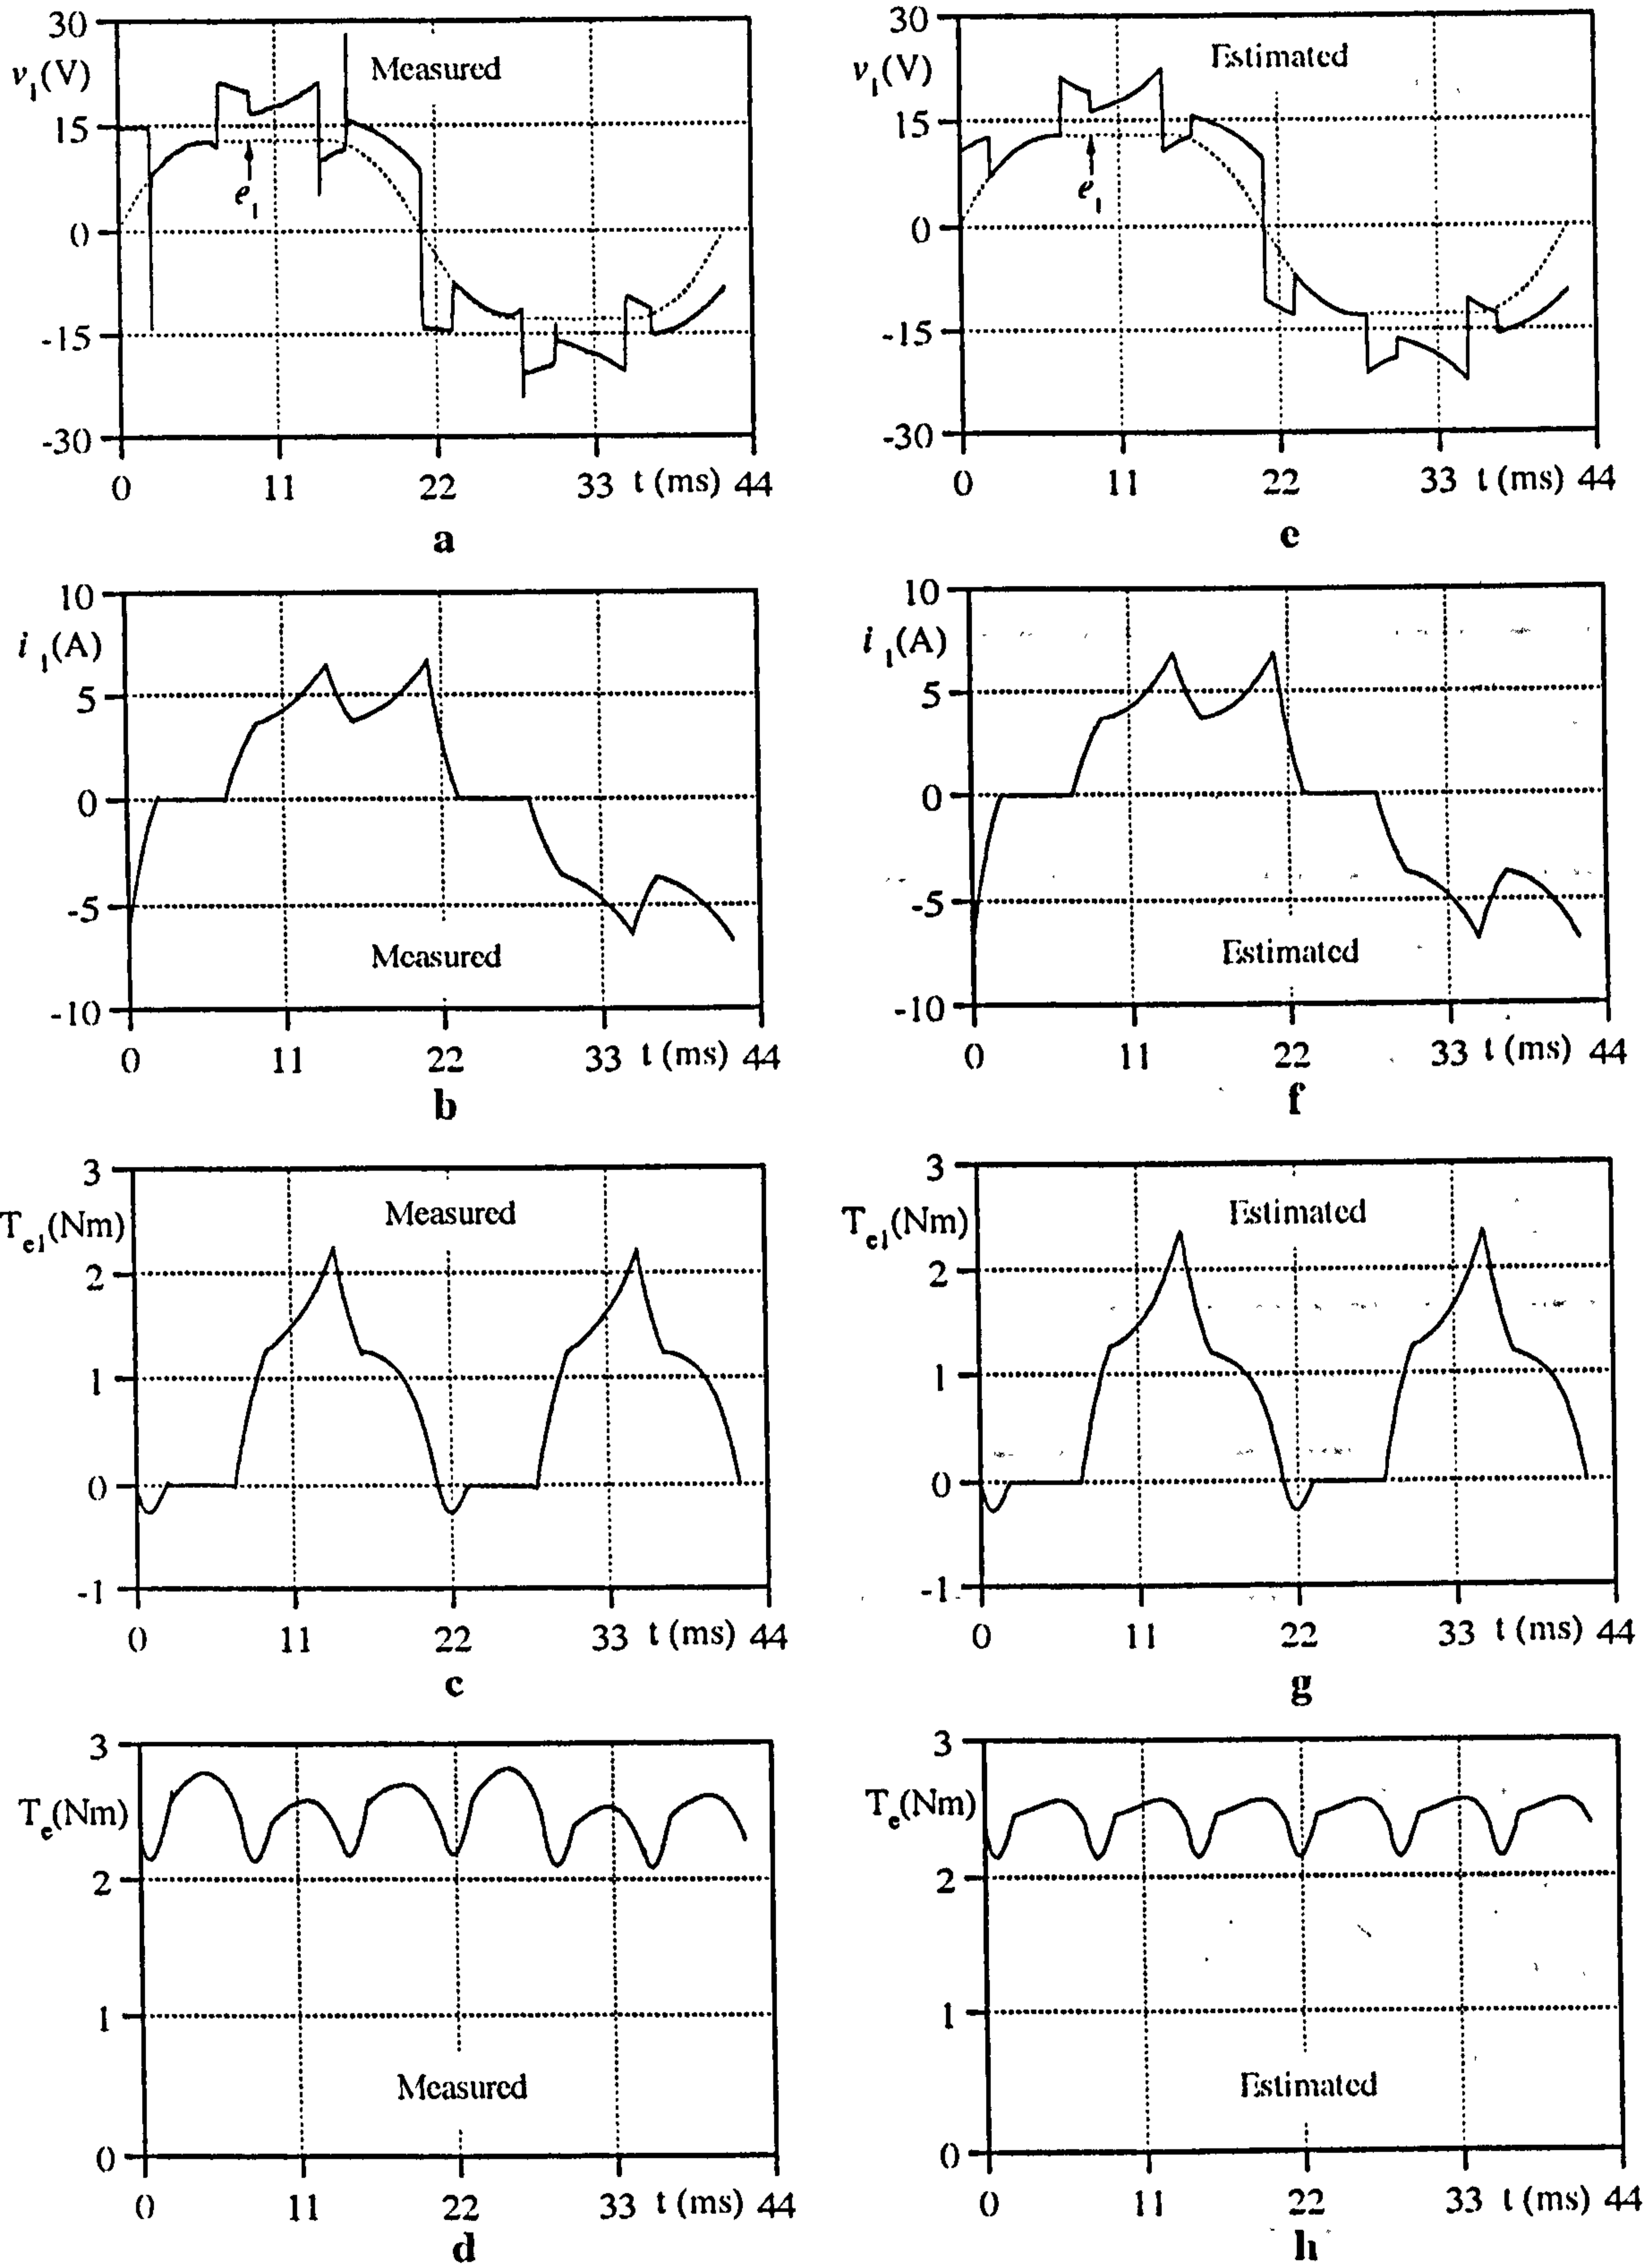 30
v₁(V)
Measured
15
e₁
0
-15
-30
0 11 22 33 t (ms) 44
a
30
v₁(V)
Estimated
15
e₁
0
-15
-30
0 11 22 33 t (ms) 44
e
10
i₁(A)
5
0
-5
Measured
-10
0 11 22 33 t (ms) 44
b
10
i₁(A)
5
0
-5
Estimated
-10
0 11 22 33 t (ms) 44
f
3
Measured
Te1(Nm)
2
1
0
-1
0 11 22 33 t (ms) 44
c
3
Estimated
Te1(Nm)
2
1
0
-1
0 11 22 33 t (ms) 44
g
3
Te(Nm)
2
1
Measured
0
0 11 22 33 t (ms) 44
d
3
Te(Nm)
2
1
Estimated
0
0 11 22 33 t (ms) 44
h